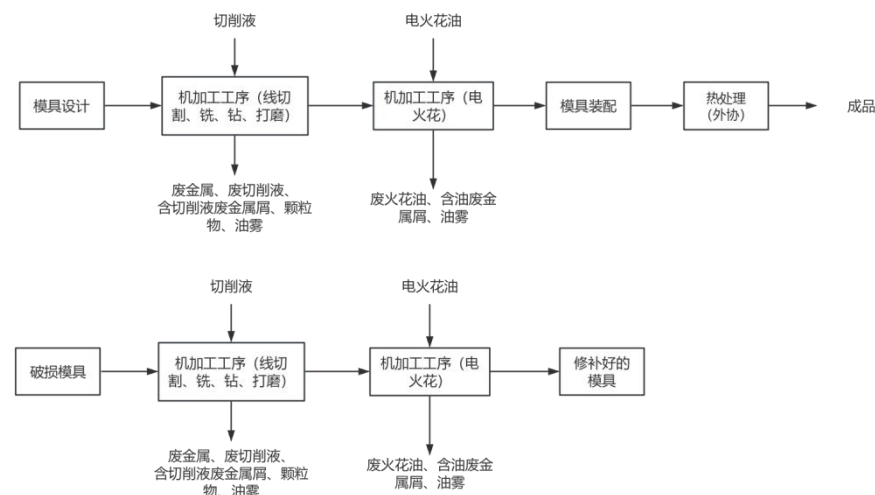 切削液
电火花油
模具设计
机加工工序（线切
割、铣、钻、打磨）
机加工工序（电
火花）
模具装配
热处理
（外协）
成品
废金属、废切削液、
含切削液废金属屑、颗粒
物、油雾
废火花油、含油废金
属屑、油雾
切削液
电火花油
破损模具
机加工工序（线切
割、铣、钻、打磨）
机加工工序（电
火花）
修补好的
模具
废金属、废切削液、
含切削液废金属屑、颗粒
物、油雾
废火花油、含油废金
属屑、油雾